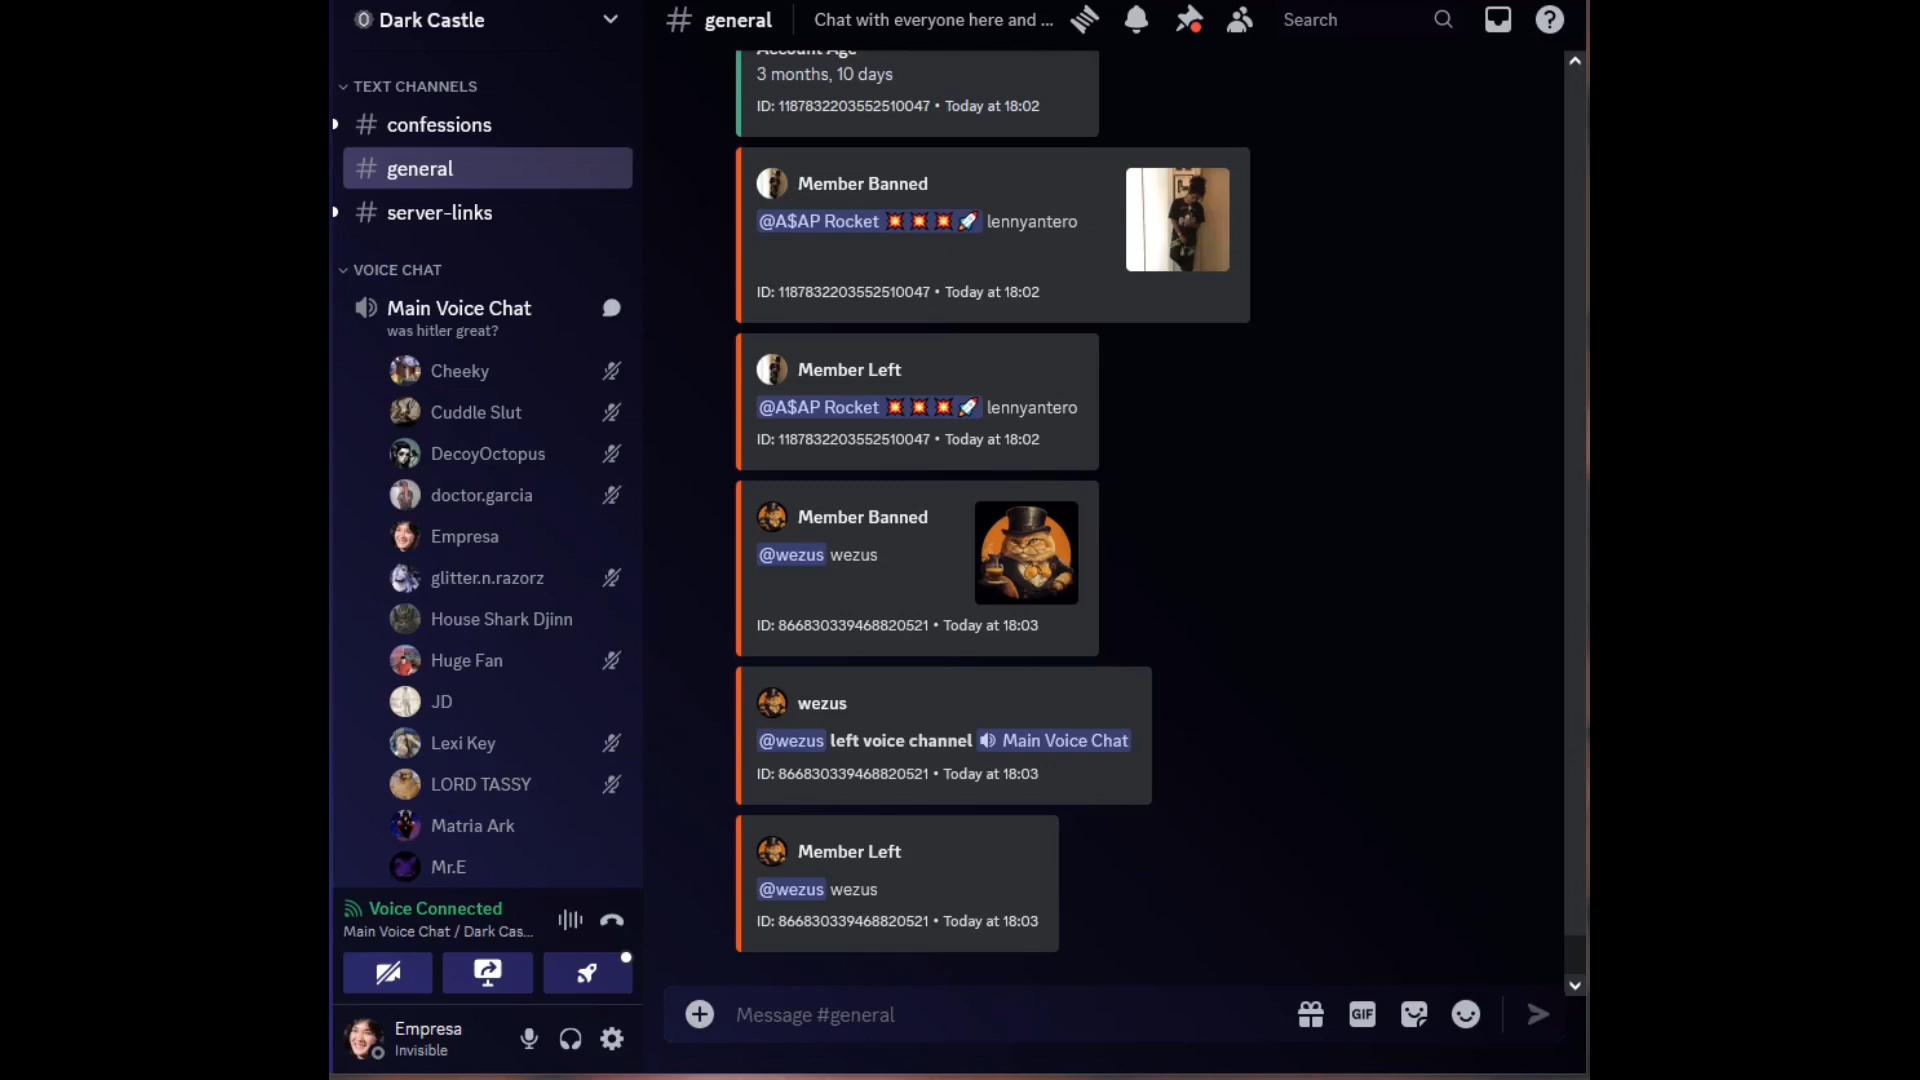 Dark Castle
TEXT CHANNELS
confessions
general
server-links
VOICE CHAT
Main Voice Chat
was hitler great?
Cheeky
Cuddle Slut
DecoyOctopus
doctor.garcia
Empresa
glitter.n.razorz
House Shark Djinn
Huge Fan
JD
Lexi Key
LORD TASSY
Matria Ark
Mr.E
Voice Connected
Main Voice Chat / Dark Cas...
Empresa
Invisible
general
Chat with everyone here and ...
Search
Account Age
3 months, 10 days
ID: 1187832203552510047 • Today at 18:02
Member Banned
@A$AP Rocket 💥 💥 💥 🚀 lennyantero
ID: 1187832203552510047 • Today at 18:02
Member Left
@A$AP Rocket 💥 💥 💥 🚀 lennyantero
ID: 1187832203552510047 • Today at 18:02
Member Banned
@wezus wezus
ID: 866830339468820521 • Today at 18:03
wezus
@wezus left voice channel Main Voice Chat
ID: 866830339468820521 • Today at 18:03
Member Left
@wezus wezus
ID: 866830339468820521 • Today at 18:03
Message #general
GIF